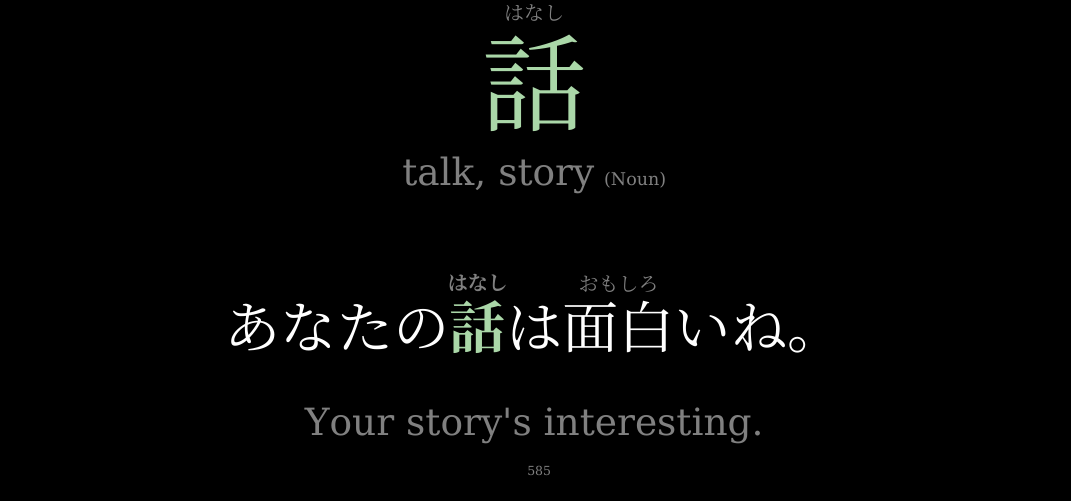 はなし
話
talk, story (Noun)
はなし おもしろ
あなたの話は面白いね。
Your story's interesting.
585